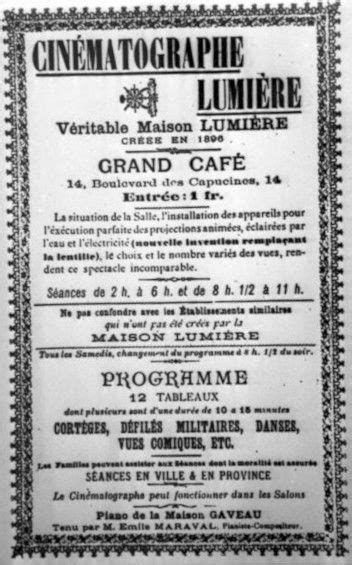 CINÉMATOGRAPHE
LUMIÈRE
Véritable Maison LUMIÈRE
CRÉÉE EN 1896
GRAND CAFÉ
14, Boulevard des Capucines, 14
Entrée : 1 fr.
La situation de la Salle, l'installation des appareils pour
l'éxécution parfaite des projections animées, éclairées par
l'eau et l'électricité (nouvelle invention remplaçant
la lentille), le choix et le nombre variés des vues, ren-
dent ce spectacle incomparable.
Séances de 2 h. à 6 h. et de 8 h. 1/2 à 11 h.
Ne pas confondre avec les Établissements similaires
qui n'ont pas été créés par la
MAISON LUMIÈRE
Tous les Samedis, changement du programme à 8 h. 1/2 du soir.
PROGRAMME
12 TABLEAUX
dont plusieurs sont d'une durée de 10 à 15 minutes
CORTÈGES, DÉFILÉS MILITAIRES, DANSES,
VUES COMIQUES, ETC.
Les Familles peuvent assister aux Séances dont la moralité est assurée
SÉANCES EN VILLE & EN PROVINCE
Le Cinématographe peut fonctionner dans les Salons
Piano de la Maison GAVEAU
Tenu par M. Emile MARAVAL, Pianiste-Compositeur.